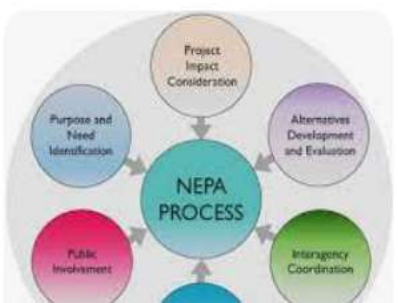 Project
Impact
Consideration
Purpose and
Need
Identification
Alternatives
Development
and Evaluation
NEPA
PROCESS
Public
Involvement
Interagency
Coordination